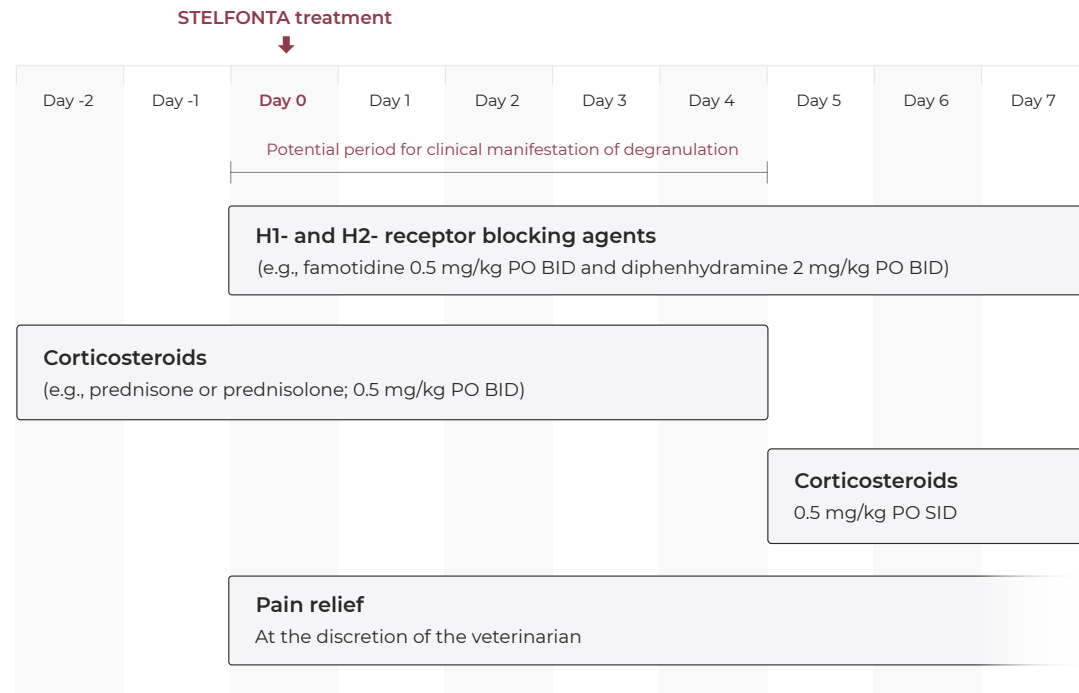 STELFONTA treatment
Day -2 Day -1 Day 0 Day 1 Day 2 Day 3 Day 4 Day 5 Day 6 Day 7
Potential period for clinical manifestation of degranulation
H1- and H2- receptor blocking agents
(e.g., famotidine 0.5 mg/kg PO BID and diphenhydramine 2 mg/kg PO BID)
Corticosteroids
(e.g., prednisone or prednisolone; 0.5 mg/kg PO BID)
Corticosteroids
0.5 mg/kg PO SID
Pain relief
At the discretion of the veterinarian